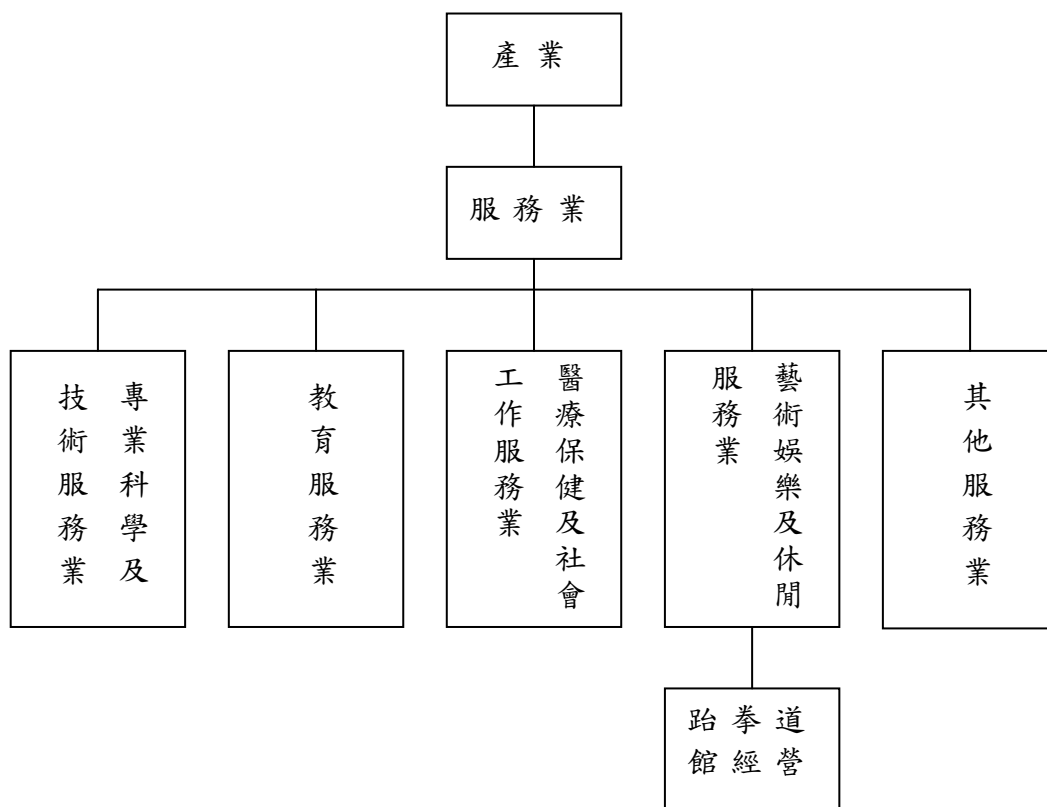 產業
服務業
專業科學及
技術服務業
教育服務業
醫療保健及社會
工作服務業
藝術娛樂及休閒
服務業
其他服務業
跆拳道
館經營